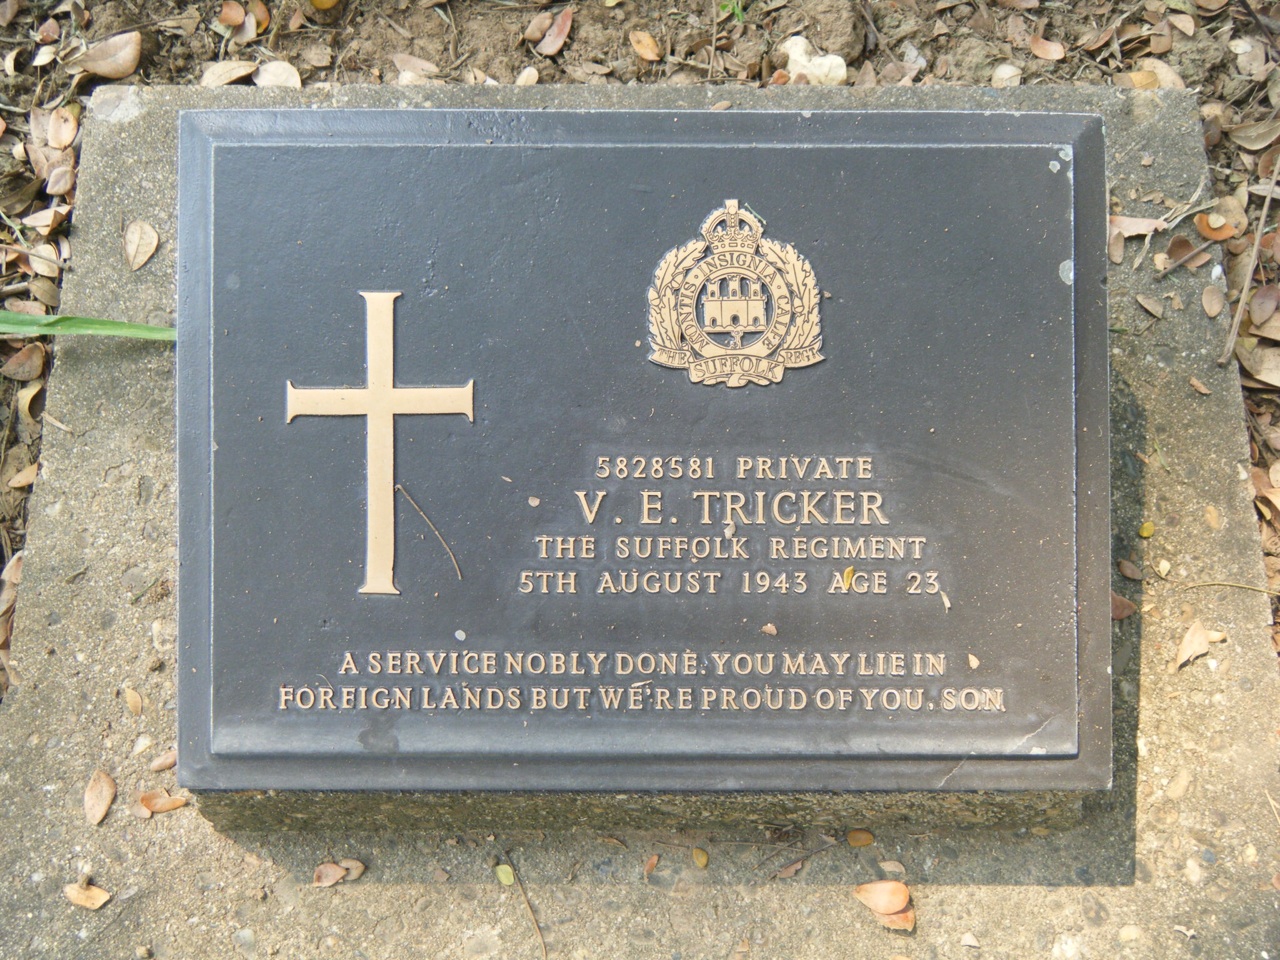 MONTIS INSIGNIA CALPE
THE SUFFOLK REGT
5828581 PRIVATE
V. E. TRICKER
THE SUFFOLK REGIMENT
5TH AUGUST 1943 AGE 23
A SERVICE NOBLY DONE. YOU MAY LIE IN
FOREIGN LANDS BUT WE'RE PROUD OF YOU, SON